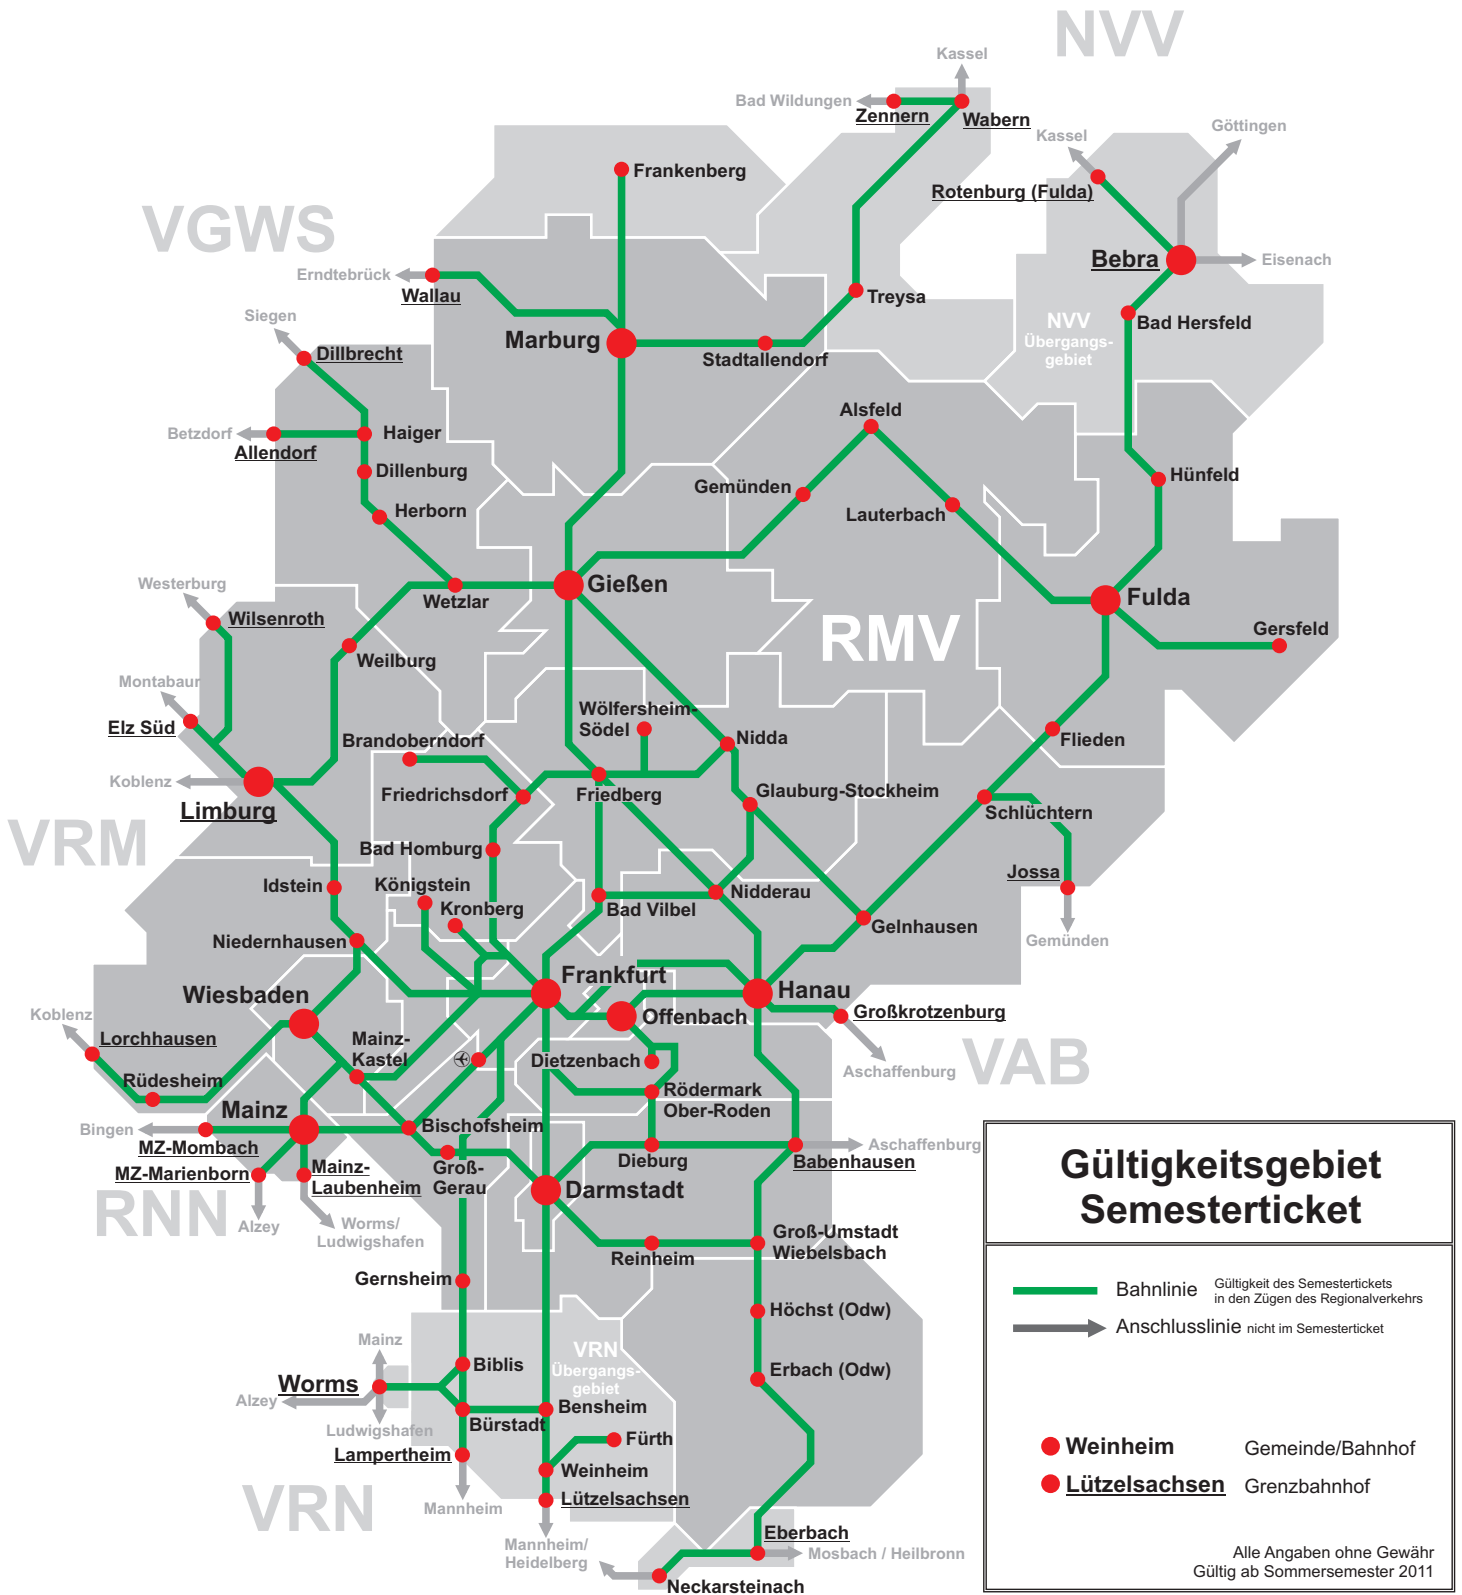 NVV
Kassel
Bad Wildungen
Zennern
Wabern
Göttingen
Kassel
Frankenberg
Rotenburg (Fulda)
VGWS
Bebra
Eisenach
Erndtebrück
Wallau
Treysa
Siegen
Bad Hersfeld
NVV
Übergangs-
gebiet
Marburg
Dillbrecht
Stadtallendorf
Alsfeld
Betzdorf
Haiger
Allendorf
Dillenburg
Hünfeld
Gemünden
Herborn
Lauterbach
Westerburg
Gießen
Wetzlar
Fulda
Wilsenroth
RMV
Gersfeld
Weilburg
Montabaur
Elz Süd
Wölfersheim-
Södel
Brandoberndorf
Nidda
Flieden
Koblenz
Friedrichsdorf
Friedberg
Glauburg-Stockheim
Limburg
Schlüchtern
VRM
Bad Homburg
Idstein
Königstein
Jossa
Nidderau
Kronberg
Bad Vilbel
Gelnhausen
Niedernhausen
Gemünden
Frankfurt
Wiesbaden
Hanau
Koblenz
Offenbach
Großkrotzenburg
Lorchhausen
Mainz-
Kastel
Dietzenbach
VAB
Aschaffenburg
Rüdesheim
Rödermark
Ober-Roden
Mainz
Bischofsheim
Bingen
MZ-Mombach
Aschaffenburg
Dieburg
Babenhausen
MZ-Marienborn
Mainz-
Laubenheim
Groß-
Gerau
Darmstadt
RNN
Alzey
Worms/
Ludwigshafen
Groß-Umstadt
Wiebelsbach
Reinheim
Gernsheim
Höchst (Odw)
Mainz
VRN
Übergangs-
gebiet
Biblis
Erbach (Odw)
Worms
Alzey
Bensheim
Bürstadt
Ludwigshafen
Fürth
Lampertheim
Weinheim
Lützelsachsen
VRN
Mannheim
Mannheim/
Heidelberg
Eberbach
Mosbach / Heilbronn
Neckarsteinach
Gültigkeitsgebiet
Semesterticket
Bahnlinie
Gültigkeit des Semestertickets
in den Zügen des Regionalverkehrs
Anschlusslinie nicht im Semesterticket
Weinheim Gemeinde/Bahnhof
Lützelsachsen Grenzbahnhof
Alle Angaben ohne Gewähr
Gültig ab Sommersemester 2011